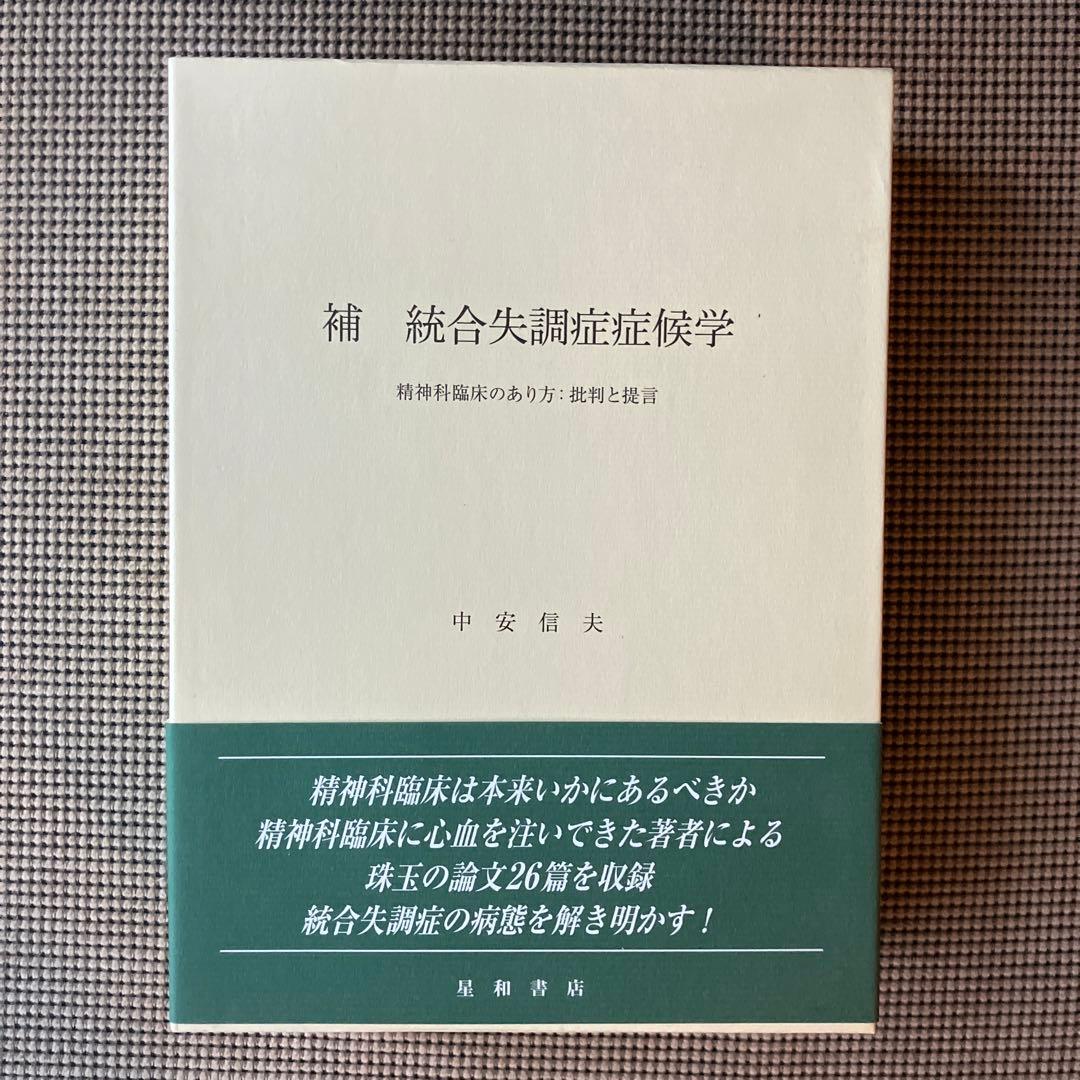 補　統合失調症症候学
精神科臨床のあり方：批判と提言
中安信夫
精神科臨床は本来いかにあるべきか
精神科臨床に心血を注いできた著者による
珠玉の論文26篇を収録
統合失調症の病態を解き明かす！
星和書店